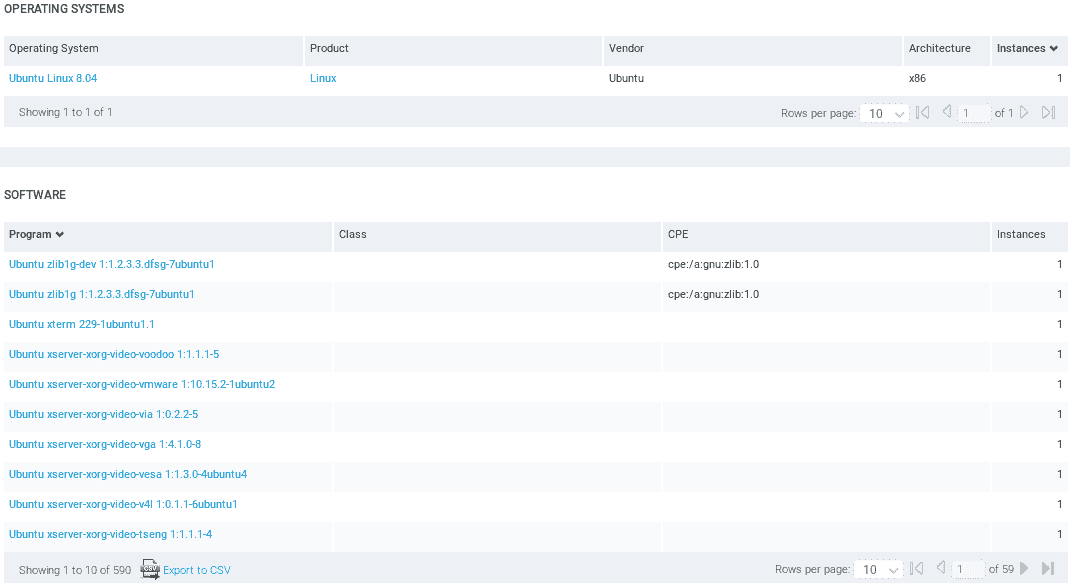 OPERATING SYSTEMS
Operating System Product Vendor Architecture Instances
Ubuntu Linux 8.04 Linux Ubuntu x86 1
Showing 1 to 1 of 1 Rows per page: 10 1 of 1
SOFTWARE
Program Class CPE Instances
Ubuntu zlib1g-dev 1:1.2.3.3.dfsg-7ubuntu1 cpe:/a:gnu:zlib:1.0 1
Ubuntu zlib1g 1:1.2.3.3.dfsg-7ubuntu1 cpe:/a:gnu:zlib:1.0 1
Ubuntu xterm 229-1ubuntu1.1 1
Ubuntu xserver-xorg-video-voodoo 1:1.1.1-5 1
Ubuntu xserver-xorg-video-vmware 1:10.15.2-1ubuntu2 1
Ubuntu xserver-xorg-video-via 1:0.2.2-5 1
Ubuntu xserver-xorg-video-vga 1:4.1.0-8 1
Ubuntu xserver-xorg-video-vesa 1:1.3.0-4ubuntu4 1
Ubuntu xserver-xorg-video-v4l 1:0.1.1-6ubuntu1 1
Ubuntu xserver-xorg-video-tseng 1:1.1.1-4 1
Showing 1 to 10 of 590 CSV Export to CSV Rows per page: 10 1 of 59